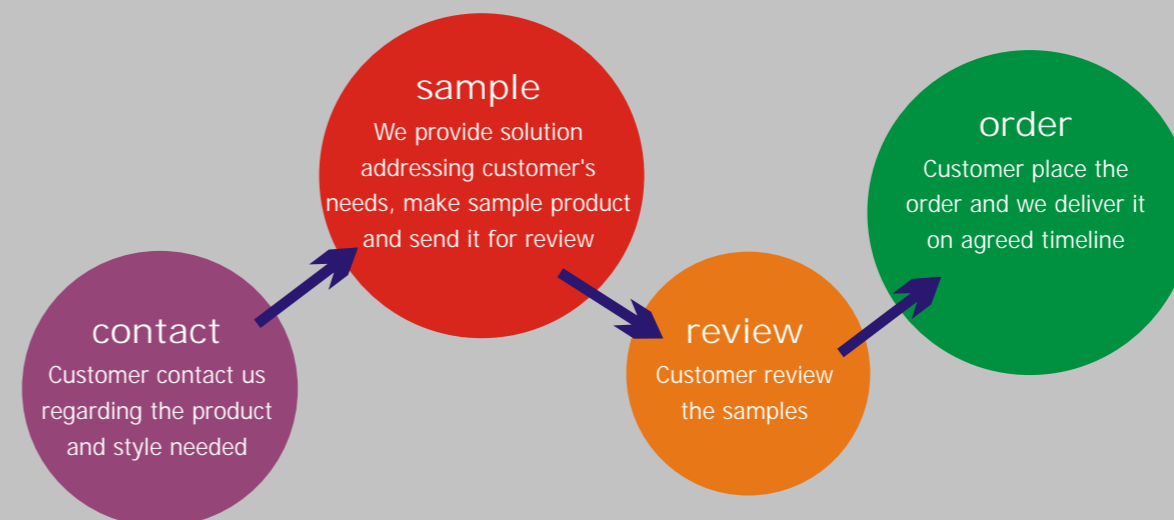 contact
Customer contact us
regarding the product
and style needed
sample
We provide solution
addressing customer's
needs, make sample product
and send it for review
review
Customer review
the samples
order
Customer place the
order and we deliver it
on agreed timeline